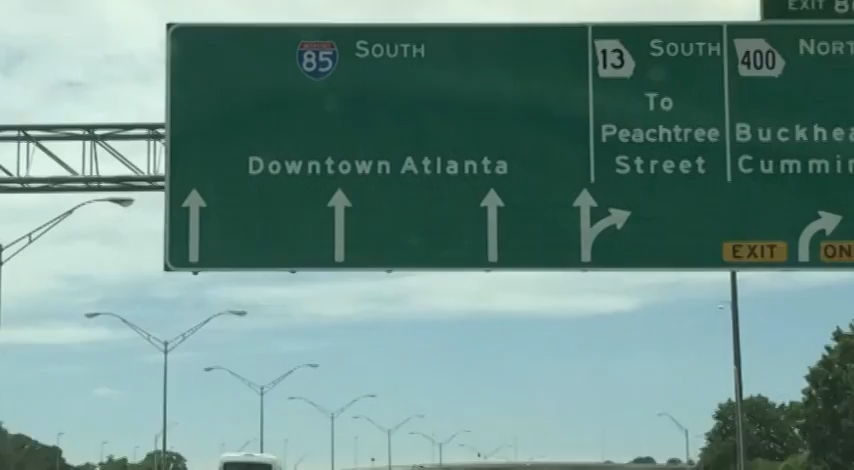 EXIT
85 SOUTH
13 SOUTH
400
To
Peachtree
Street
Downtown Atlanta
EXIT